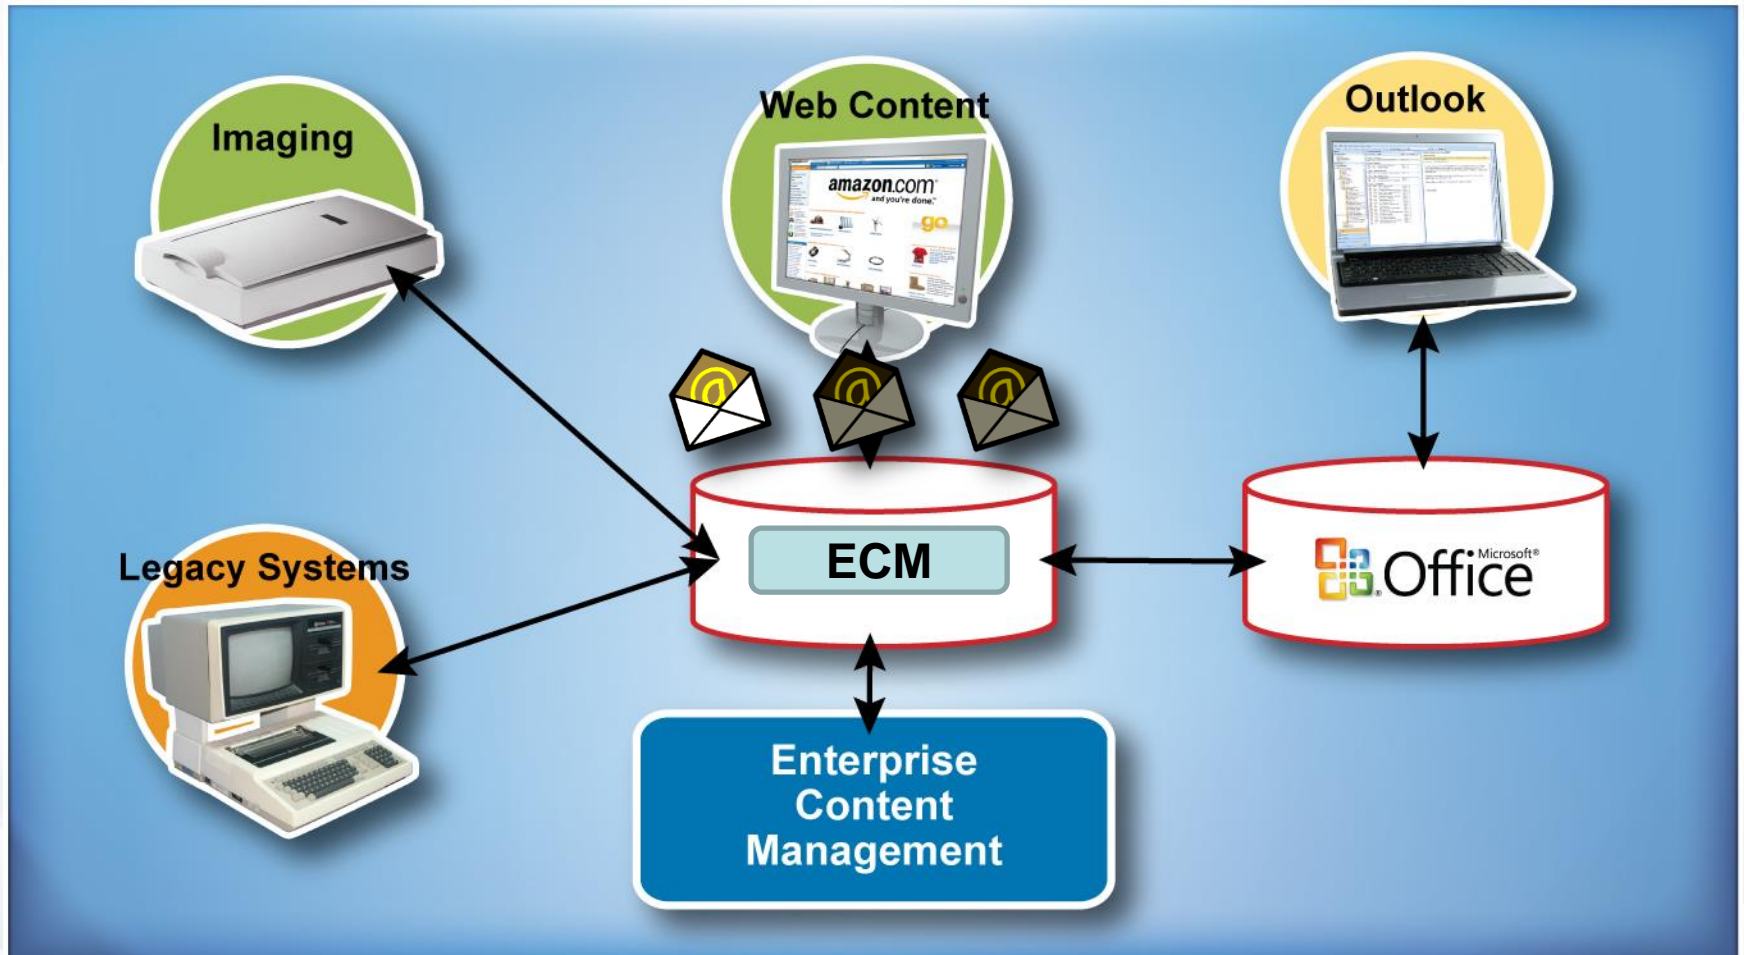 Imaging
Web Content
Outlook
amazon.com
and you're done.™
go
Legacy Systems
ECM
Microsoft®
Office
Enterprise
Content
Management